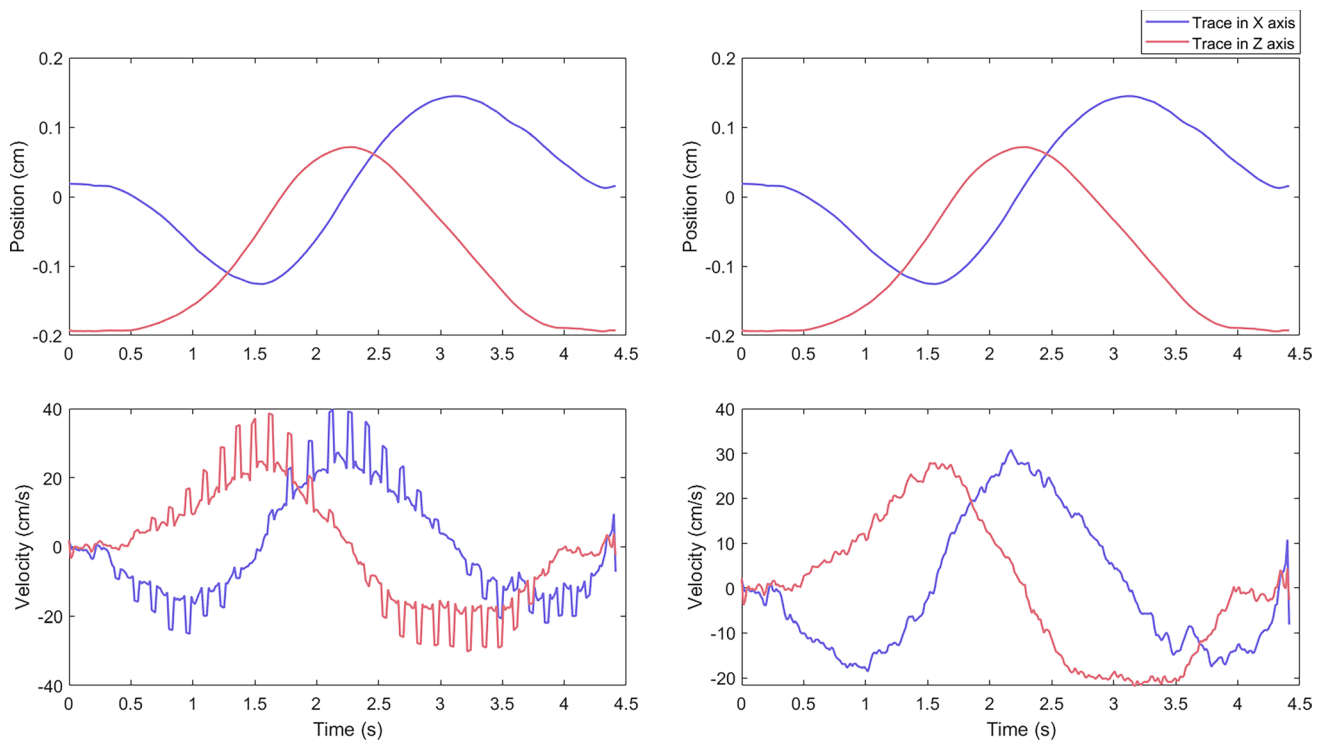 Trace in X axis
Trace in Z axis
0.2
0.1
0
-0.1
-0.2
Position (cm)
0 0.5 1 1.5 2 2.5 3 3.5 4 4.5
0.2
0.1
0
-0.1
-0.2
Position (cm)
0 0.5 1 1.5 2 2.5 3 3.5 4 4.5
40
20
0
-20
-40
Velocity (cm/s)
0 0.5 1 1.5 2 2.5 3 3.5 4 4.5
Time (s)
40
30
20
10
0
-10
-20
Velocity (cm/s)
0 0.5 1 1.5 2 2.5 3 3.5 4 4.5
Time (s)